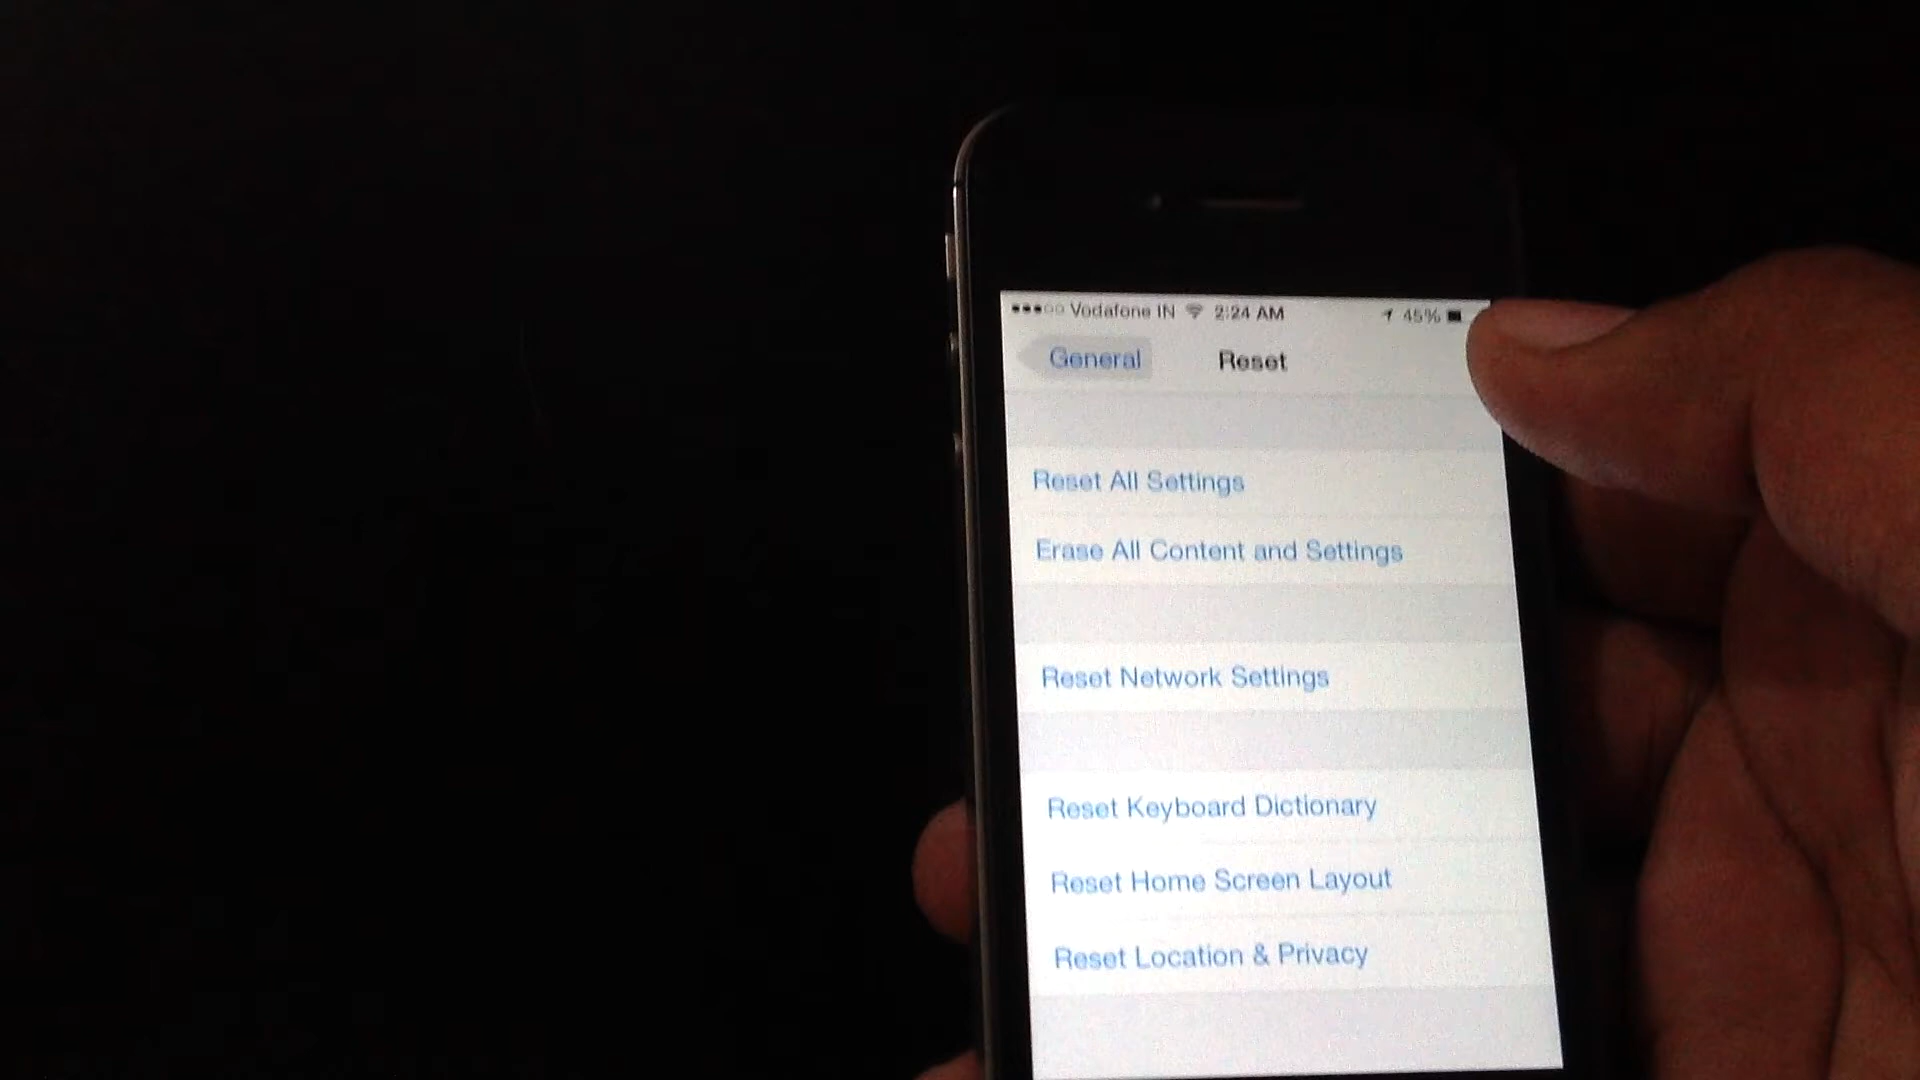 Vodafone IN 2:24 AM 45%
General Reset
Reset All Settings
Erase All Content and Settings
Reset Network Settings
Reset Keyboard Dictionary
Reset Home Screen Layout
Reset Location & Privacy